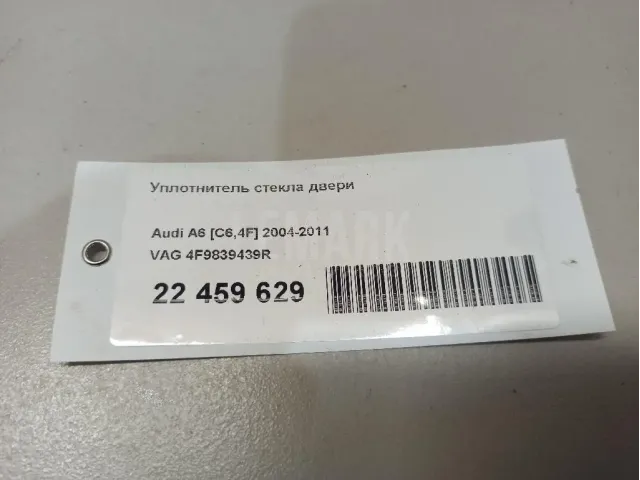 Уплотнитель стекла двери
Audi A6 [C6,4F] 2004-2011
VAG 4F9839439R
22 459 629